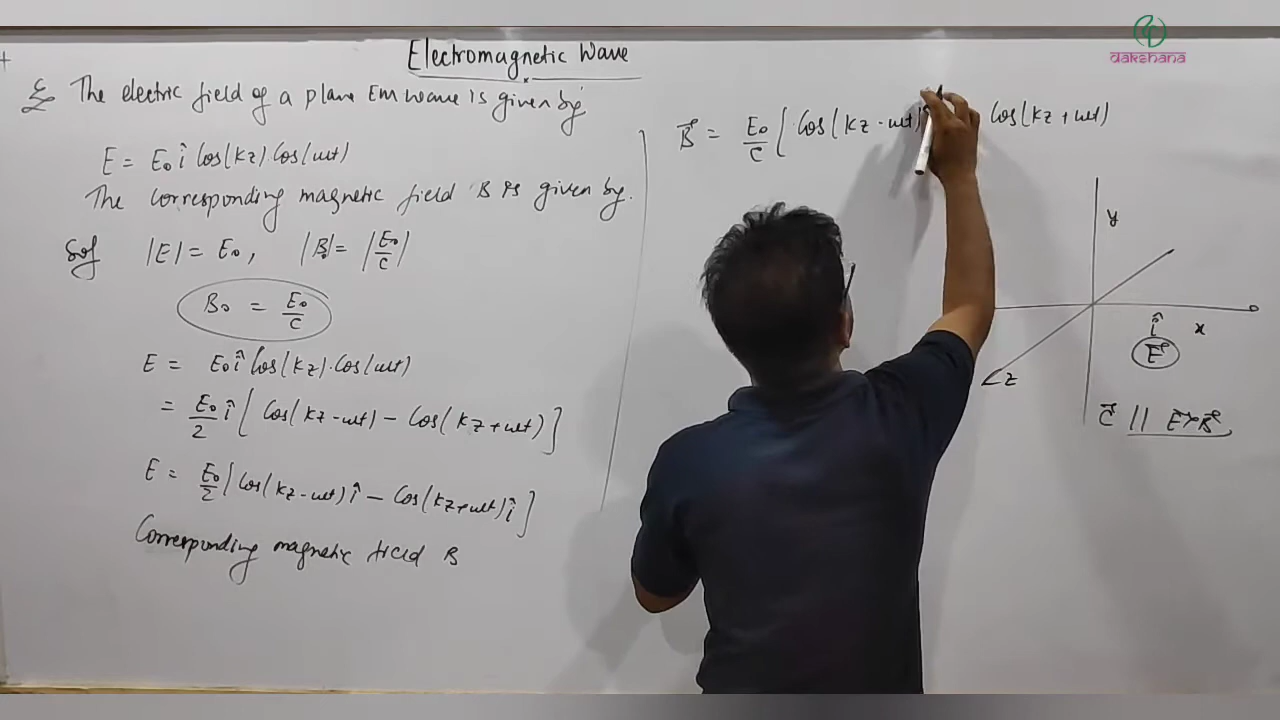 Electromagnetic Wave
dakshana
The electric field of a plane EM wave is given by
E = E₀ î Cos(kz).Cos(ωt)
The corresponding magnetic field B is given by.
Sol |E| = E₀, |B| = |E₀/c|
B₀ = E₀/c
E = E₀ î Cos(kz).Cos(ωt)
= E₀/2 î [Cos(kz-ωt) - Cos(kz+ωt)]
E = E₀/2 [Cos(kz-ωt) î - Cos(kz+ωt) î]
Corresponding magnetic field B
B⃗ = E₀/c [Cos(kz-ωt) Cos(kz+ωt)
y
î x
E⃗
z
C⃗ || E⃗×B⃗